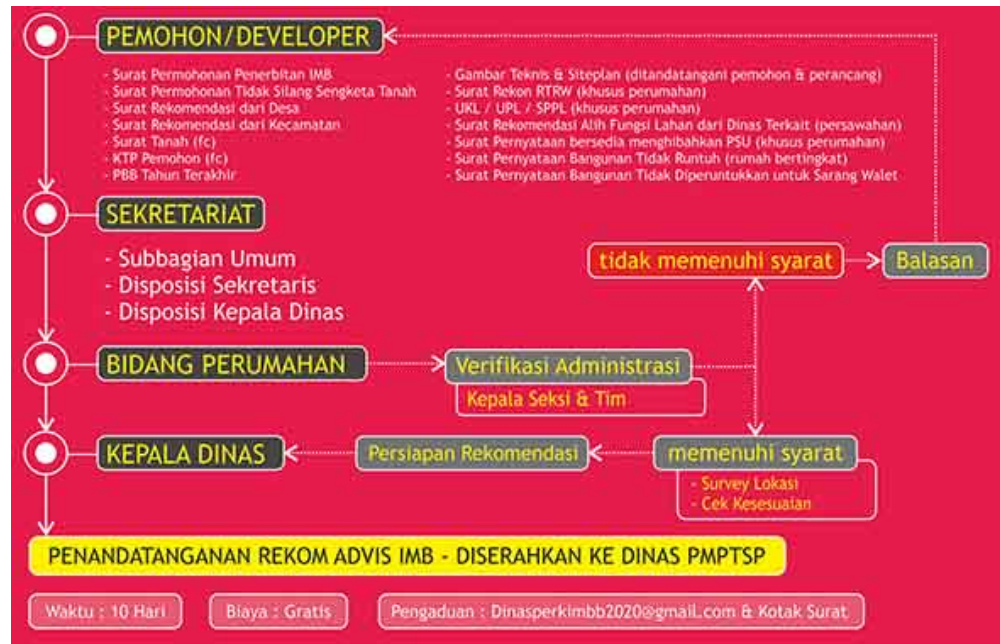 PEMOHON/DEVELOPER
- Surat Permohonan Penerbitan IMB
- Surat Permohonan Tidak Silang Sengketa Tanah
- Surat Rekomendasi dari Desa
- Surat Rekomendasi dari Kecamatan
- Surat Tanah (fc)
- KTP Pemohon (fc)
- PBB Tahun Terakhir
- Gambar Teknis & Siteplan (ditandatangani pemohon & perancang)
- Surat Rekon RTRW (khusus perumahan)
- UKL / UPL / SPPL (khusus perumahan)
- Surat Rekomendasi Alih Fungsi Lahan dari Dinas Terkait (persawahan)
- Surat Pernyataan bersedia menghibahkan PSU (khusus perumahan)
- Surat Pernyataan Bangunan Tidak Runtuh (rumah bertingkat)
- Surat Pernyataan Bangunan Tidak Diperuntukkan untuk Sarang Walet
SEKRETARIAT
- Subbagian Umum
- Disposisi Sekretaris
- Disposisi Kepala Dinas
tidak memenuhi syarat
Balasan
BIDANG PERUMAHAN
Verifikasi Administrasi
Kepala Seksi & Tim
KEPALA DINAS
Persiapan Rekomendasi
memenuhi syarat
- Survey Lokasi
- Cek Kesesuaian
PENANDATANGANAN REKOM ADVIS IMB - DISERAHKAN KE DINAS PMPTSP
Waktu : 10 Hari
Biaya : Gratis
Pengaduan : Dinasperkimbb2020@gmail.com & Kotak Surat